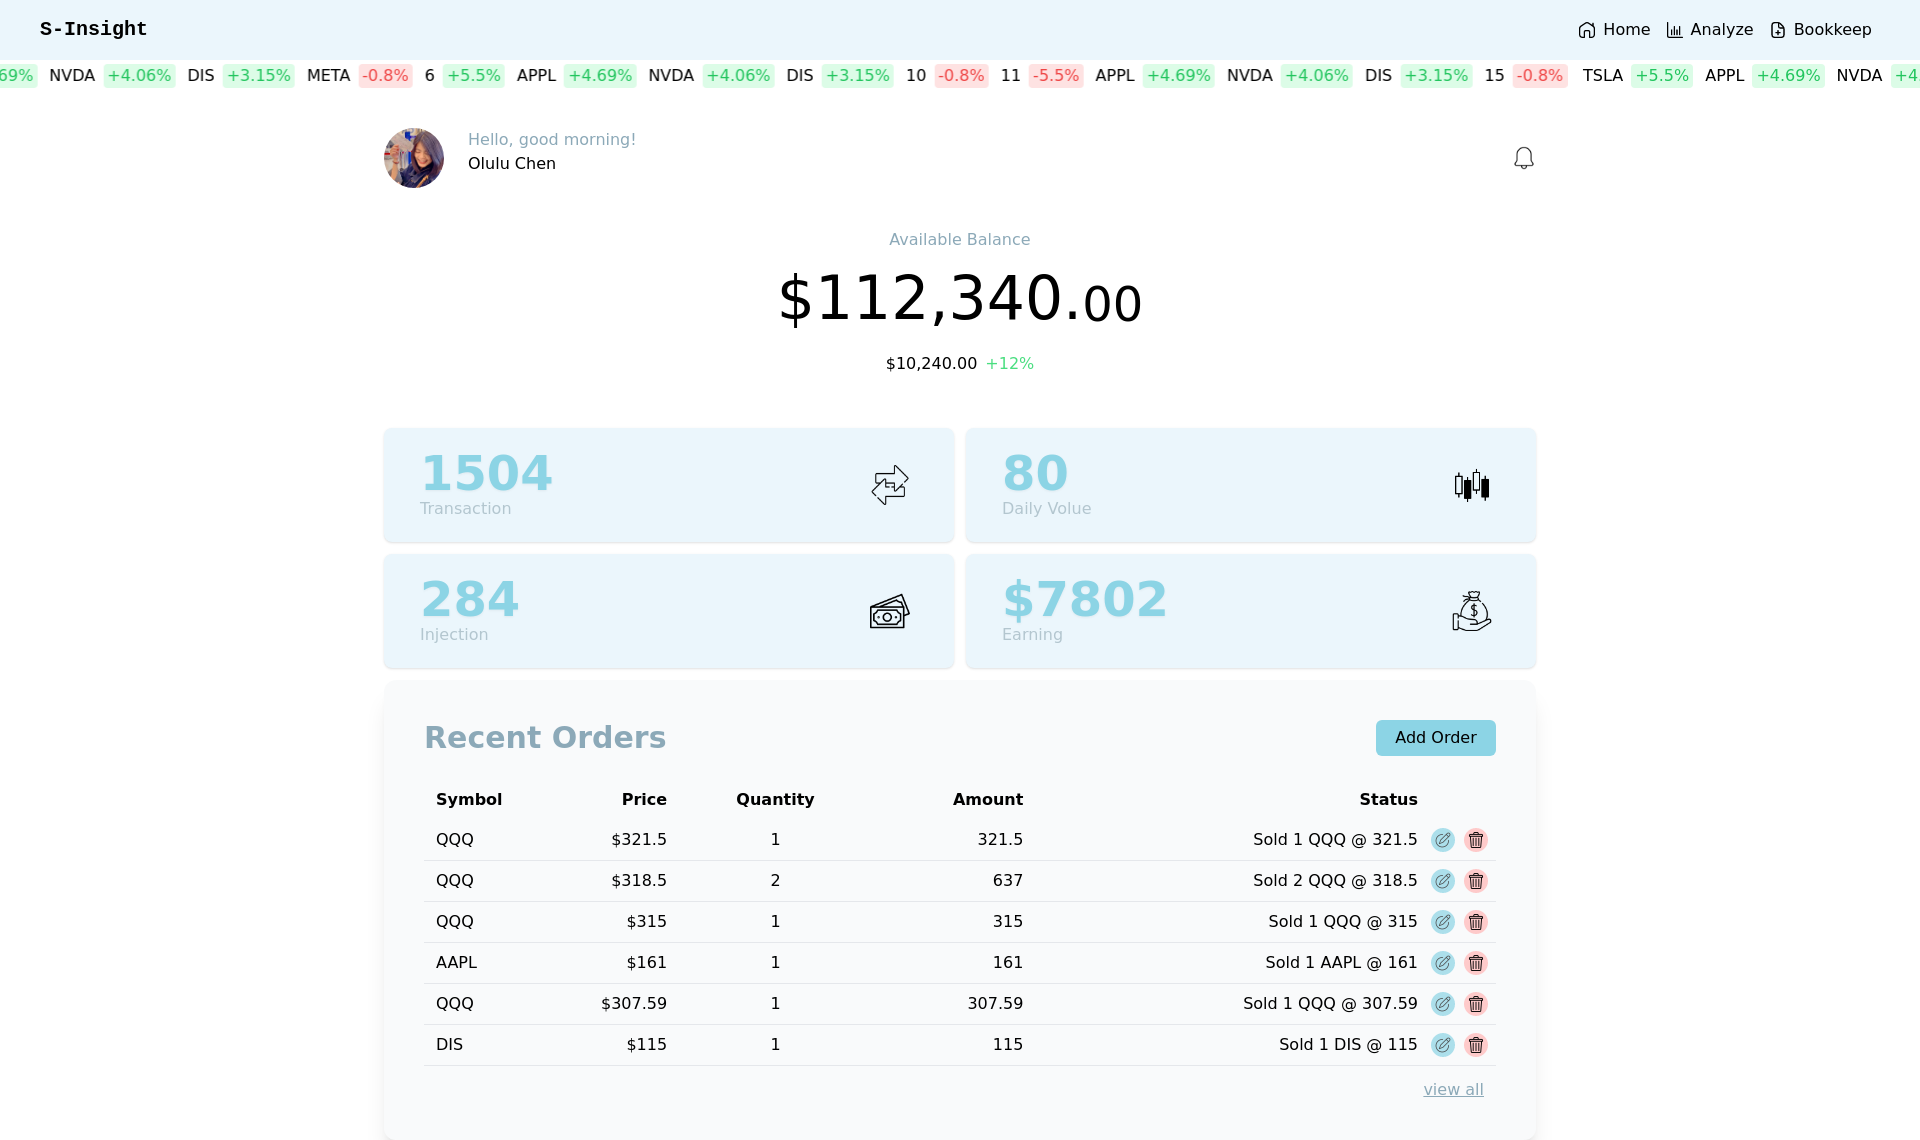 S-Insight Home Analyze Bookkeep
69% NVDA +4.06% DIS +3.15% META -0.8% 6 +5.5% APPL +4.69% NVDA +4.06% DIS +3.15% 10 -0.8% 11 -5.5% APPL +4.69% NVDA +4.06% DIS +3.15% 15 -0.8% TSLA +5.5% APPL +4.69% NVDA +4
Hello, good morning!
Olulu Chen
Available Balance
$112,340.00
$10,240.00 +12%
1504
Transaction
80
Daily Volue
284
Injection
$7802
Earning
Recent Orders Add Order
Symbol Price Quantity Amount Status
QQQ $321.5 1 321.5 Sold 1 QQQ @ 321.5
QQQ $318.5 2 637 Sold 2 QQQ @ 318.5
QQQ $315 1 315 Sold 1 QQQ @ 315
AAPL $161 1 161 Sold 1 AAPL @ 161
QQQ $307.59 1 307.59 Sold 1 QQQ @ 307.59
DIS $115 1 115 Sold 1 DIS @ 115
view all